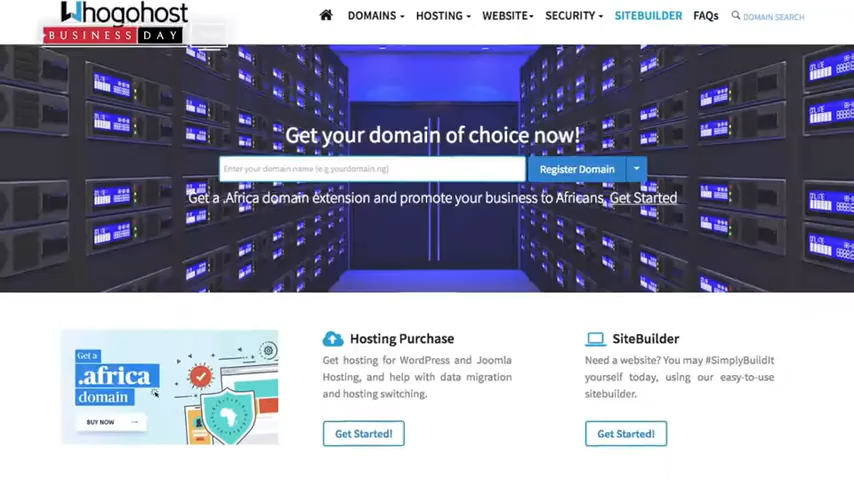 Whogohost
BUSINESS DAY
DOMAINS HOSTING WEBSITE SECURITY SITEBUILDER FAQs DOMAIN SEARCH
Get your domain of choice now!
Enter your domain name (e.g yourdomain.ng) Register Domain
Get a .Africa domain extension and promote your business to Africans, Get Started
Get a
.africa
domain
BUY NOW →
Hosting Purchase
Get hosting for WordPress and Joomla
Hosting, and help with data migration
and hosting switching.
Get Started!
SiteBuilder
Need a website? You may #SimplyBuildIt
yourself today, using our easy-to-use
sitebuilder.
Get Started!